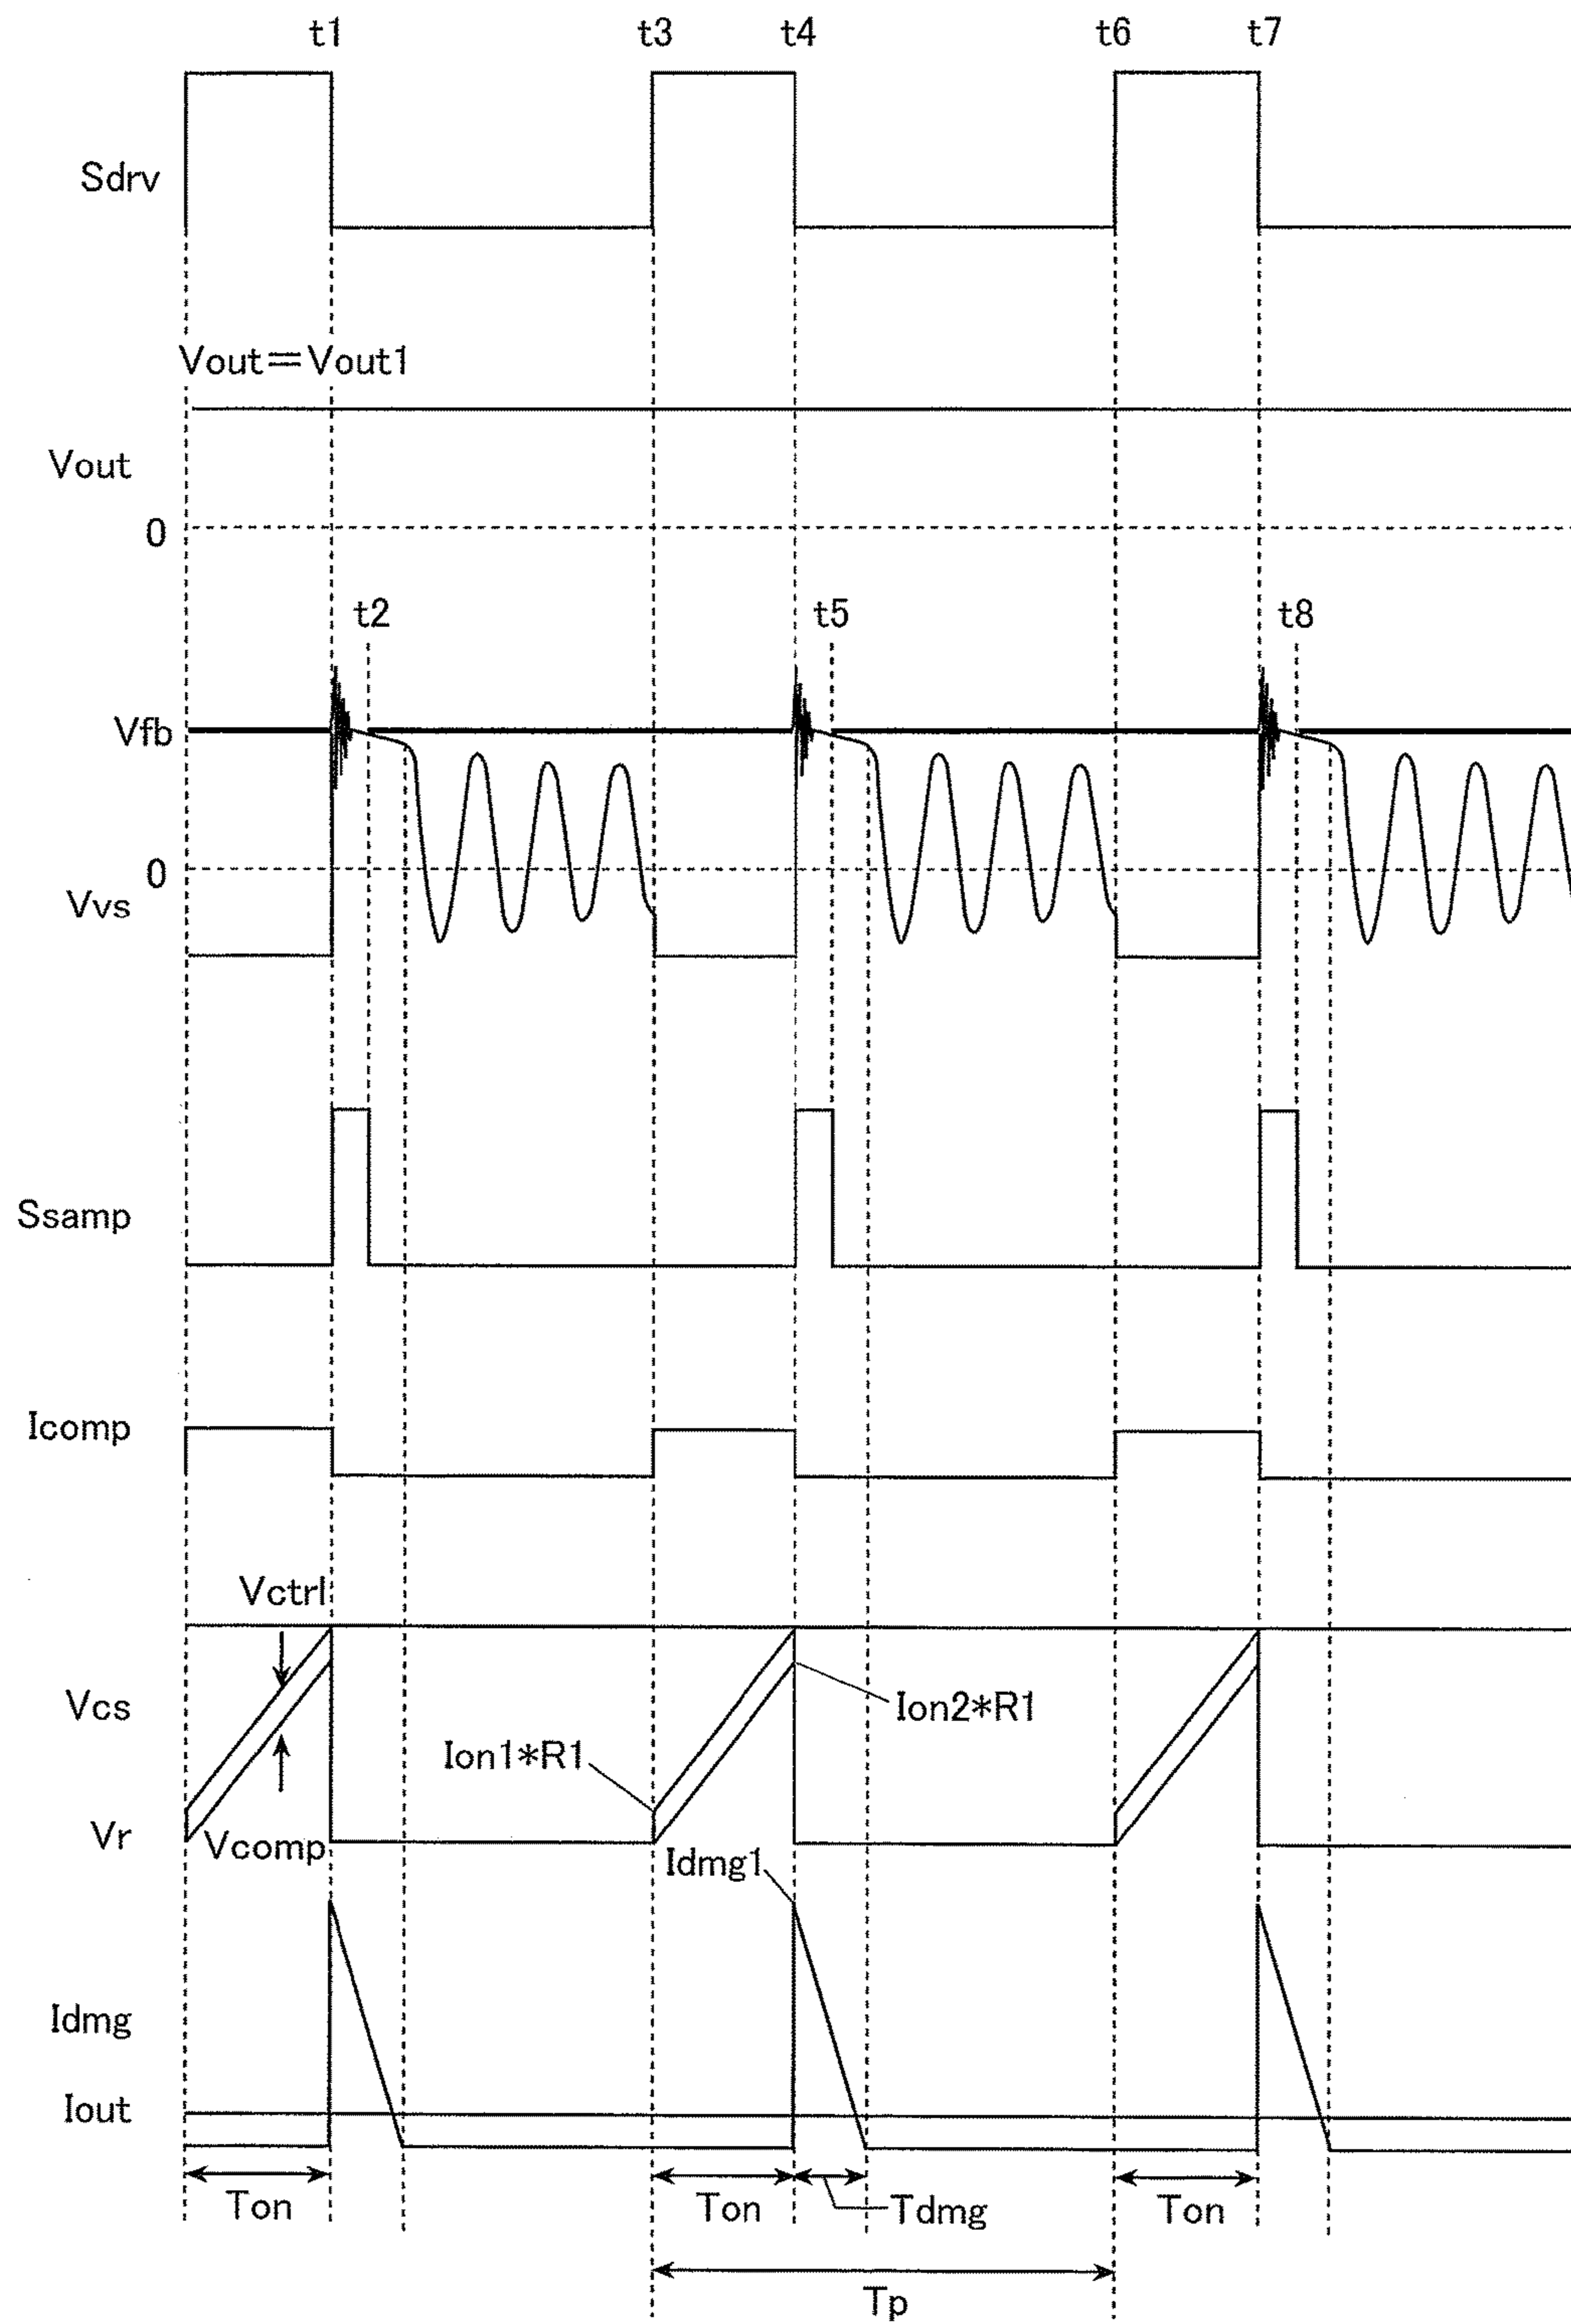 t1
t3
t4
t6
t7
Sdrv
Vout=Vout1
Vout
0
t2
t5
t8
Vfb
0
Vvs
Ssamp
Icomp
Vctrl
Vcs
Ion2*R1
Ion1*R1
Vr
Vcomp
Idmg1
Idmg
Iout
Ton
Ton
Tdmg
Ton
Tp